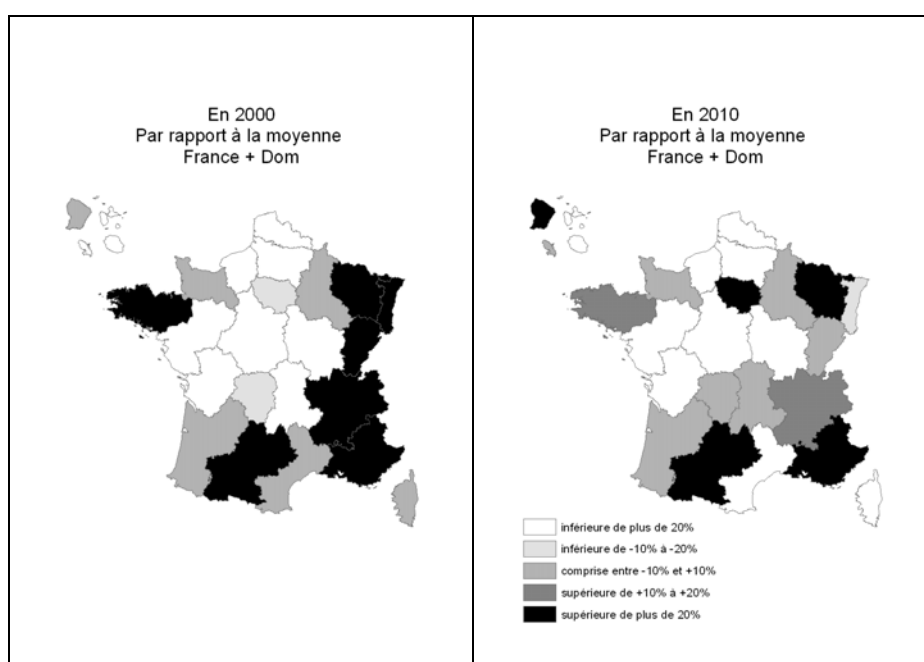 En 2000
Par rapport à la moyenne
France + Dom
En 2010
Par rapport à la moyenne
France + Dom
inférieure de plus de 20%
inférieure de -10% à -20%
comprise entre -10% et +10%
supérieure de +10% à +20%
supérieure de plus de 20%